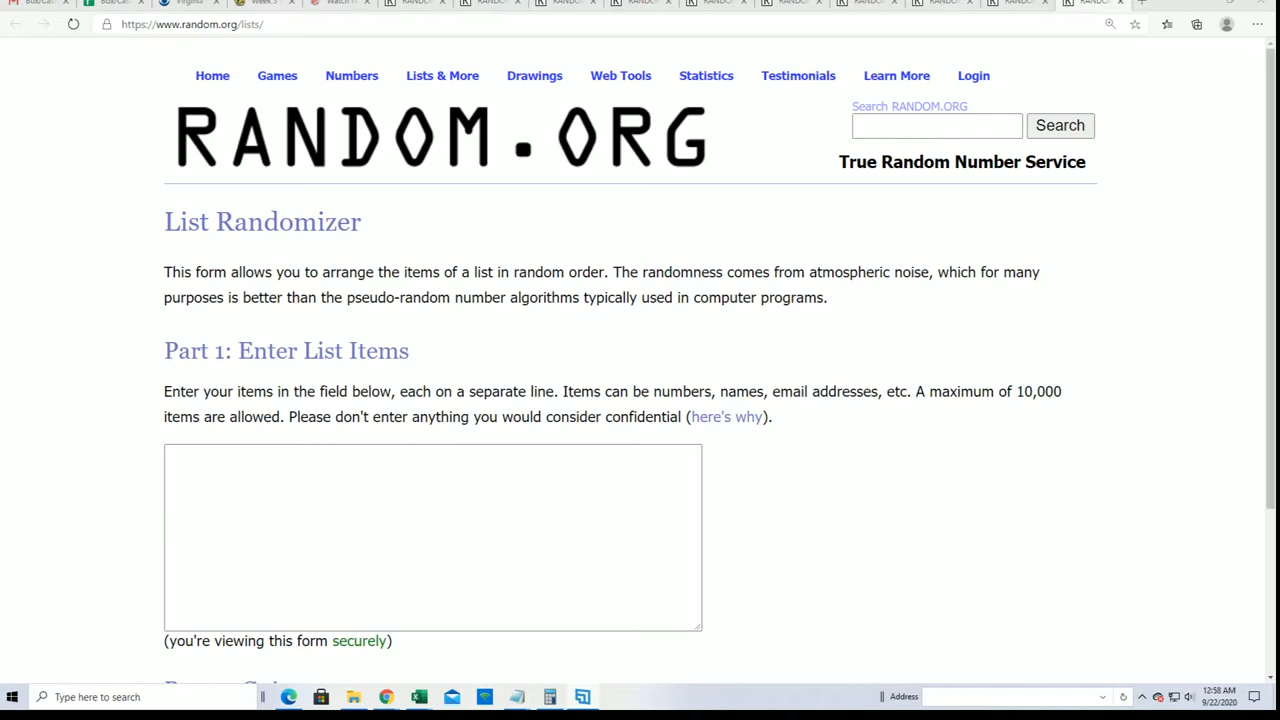 Week 5
https://www.random.org/lists/
Home Games Numbers Lists & More Drawings Web Tools Statistics Testimonials Learn More Login
RANDOM.ORG
Search RANDOM.ORG
Search
True Random Number Service
List Randomizer
This form allows you to arrange the items of a list in random order. The randomness comes from atmospheric noise, which for many
purposes is better than the pseudo-random number algorithms typically used in computer programs.
Part 1: Enter List Items
Enter your items in the field below, each on a separate line. Items can be numbers, names, email addresses, etc. A maximum of 10,000
items are allowed. Please don't enter anything you would consider confidential (here's why).
(you're viewing this form securely)
Type here to search
Address
12:58 AM
9/22/2020